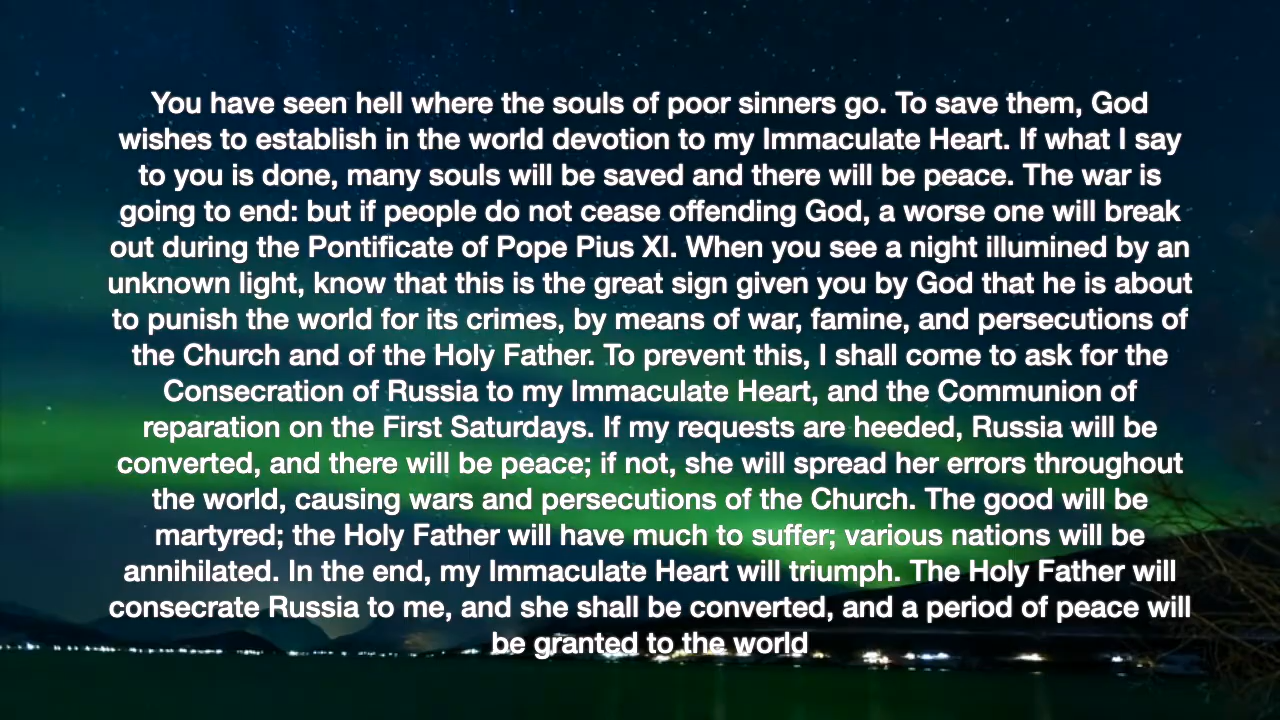 You have seen hell where the souls of poor sinners go. To save them, God
wishes to establish in the world devotion to my Immaculate Heart. If what I say
to you is done, many souls will be saved and there will be peace. The war is
going to end: but if people do not cease offending God, a worse one will break
out during the Pontificate of Pope Pius XI. When you see a night illumined by an
unknown light, know that this is the great sign given you by God that he is about
to punish the world for its crimes, by means of war, famine, and persecutions of
the Church and of the Holy Father. To prevent this, I shall come to ask for the
Consecration of Russia to my Immaculate Heart, and the Communion of
reparation on the First Saturdays. If my requests are heeded, Russia will be
converted, and there will be peace; if not, she will spread her errors throughout
the world, causing wars and persecutions of the Church. The good will be
martyred; the Holy Father will have much to suffer; various nations will be
annihilated. In the end, my Immaculate Heart will triumph. The Holy Father will
consecrate Russia to me, and she shall be converted, and a period of peace will
be granted to the world